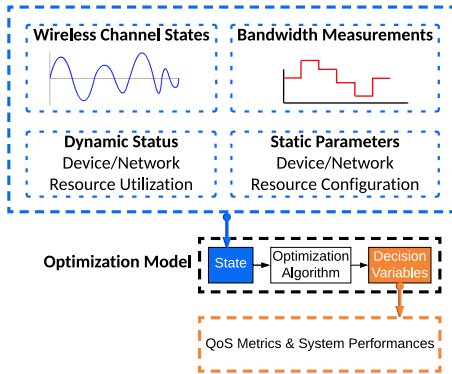 Wireless Channel States
Bandwidth Measurements
Dynamic Status
Device/Network
Resource Utilization
Static Parameters
Device/Network
Resource Configuration
Optimization Model
State
Optimization
Algorithm
Decision
Variables
QoS Metrics & System Performances